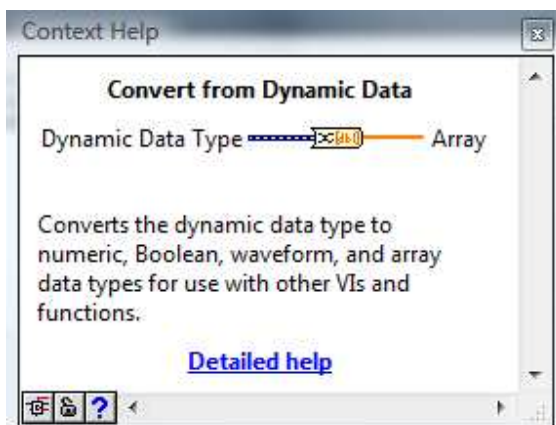 Context Help
Convert from Dynamic Data
Dynamic Data Type Array
Converts the dynamic data type to
numeric, Boolean, waveform, and array
data types for use with other VIs and
functions.
Detailed help
?